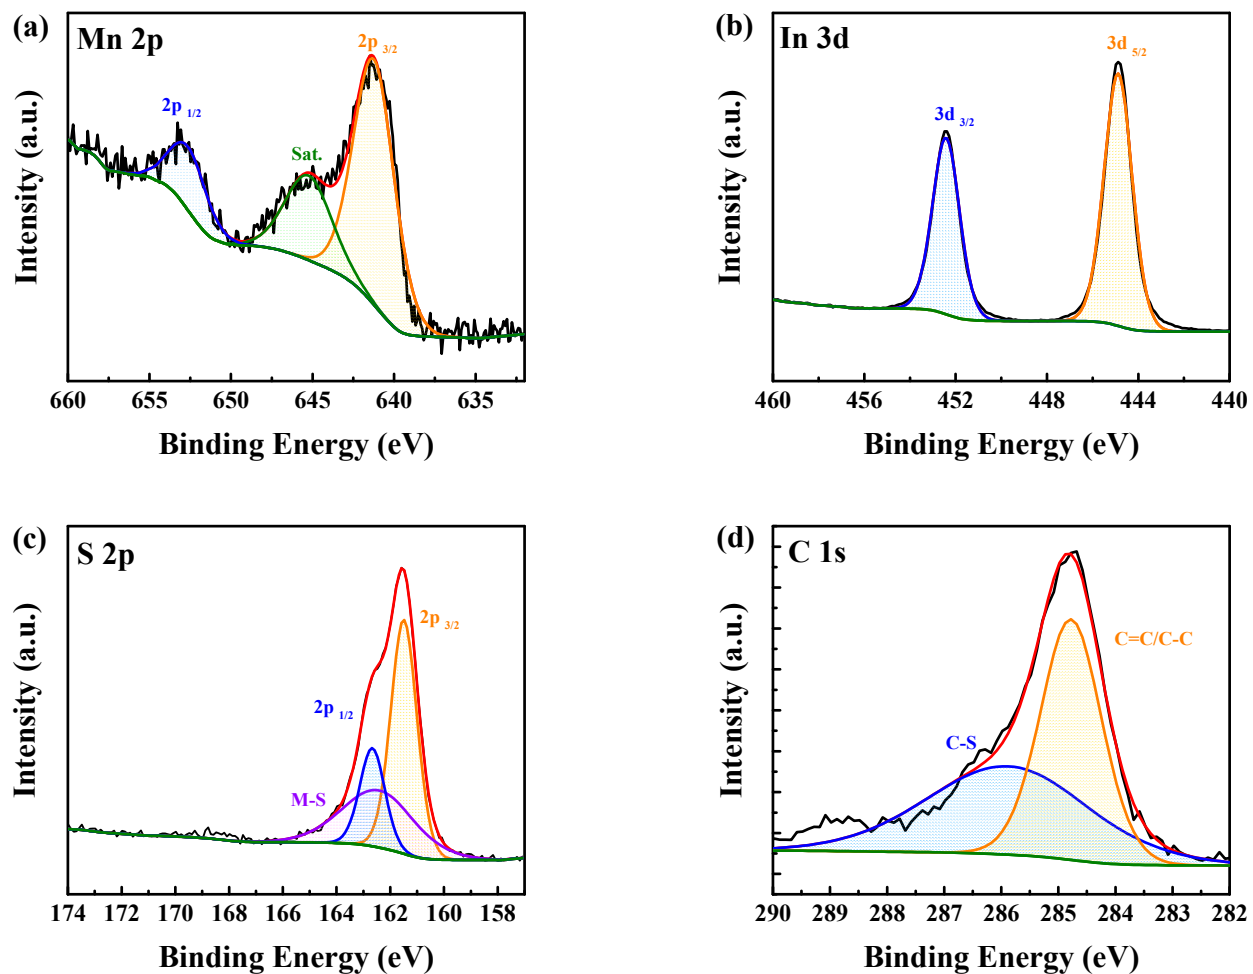 (a)
Mn 2p
2p 3/2
2p 1/2
Sat.
Intensity (a.u.)
660 655 650 645 640 635
Binding Energy (eV)
(b)
In 3d
3d 5/2
3d 3/2
Intensity (a.u.)
460 456 452 448 444 440
Binding Energy (eV)
(c)
S 2p
2p 3/2
2p 1/2
M-S
Intensity (a.u.)
174 172 170 168 166 164 162 160 158
Binding Energy (eV)
(d)
C 1s
C=C/C-C
C-S
Intensity (a.u.)
290 289 288 287 286 285 284 283 282
Binding Energy (eV)